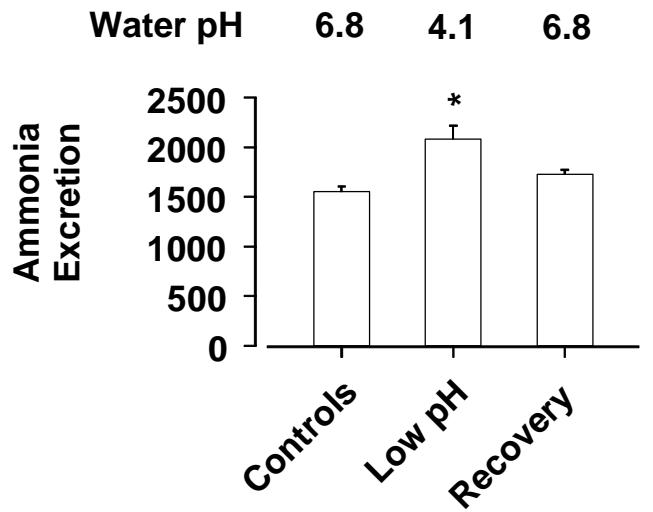 Water pH 6.8 4.1 6.8
Ammonia
Excretion
2500
2000
1500
1000
500
0
*
Controls
Low pH
Recovery